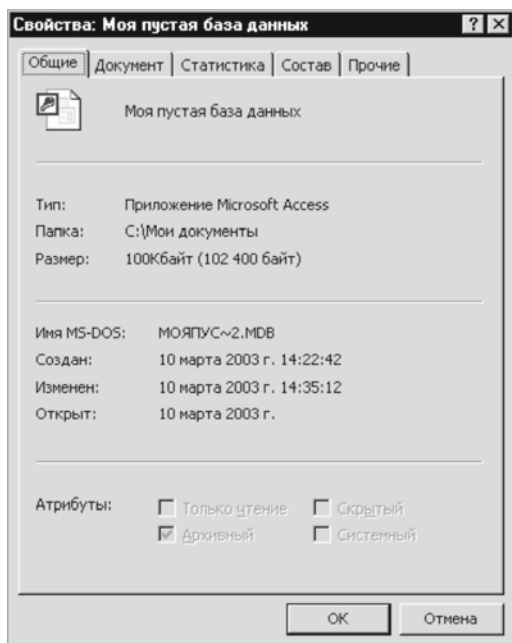 Свойства: Моя пустая база данных
Общие Документ Статистика Состав Прочие
Моя пустая база данных
Тип: Приложение Microsoft Access
Папка: C:\Мои документы
Размер: 100Кбайт (102 400 байт)
Имя MS-DOS: МОЯПУС~2.MDB
Создан: 10 марта 2003 г. 14:22:42
Изменен: 10 марта 2003 г. 14:35:12
Открыт: 10 марта 2003 г.
Атрибуты: Только чтение Скрытый
Архивный Системный
OK Отмена